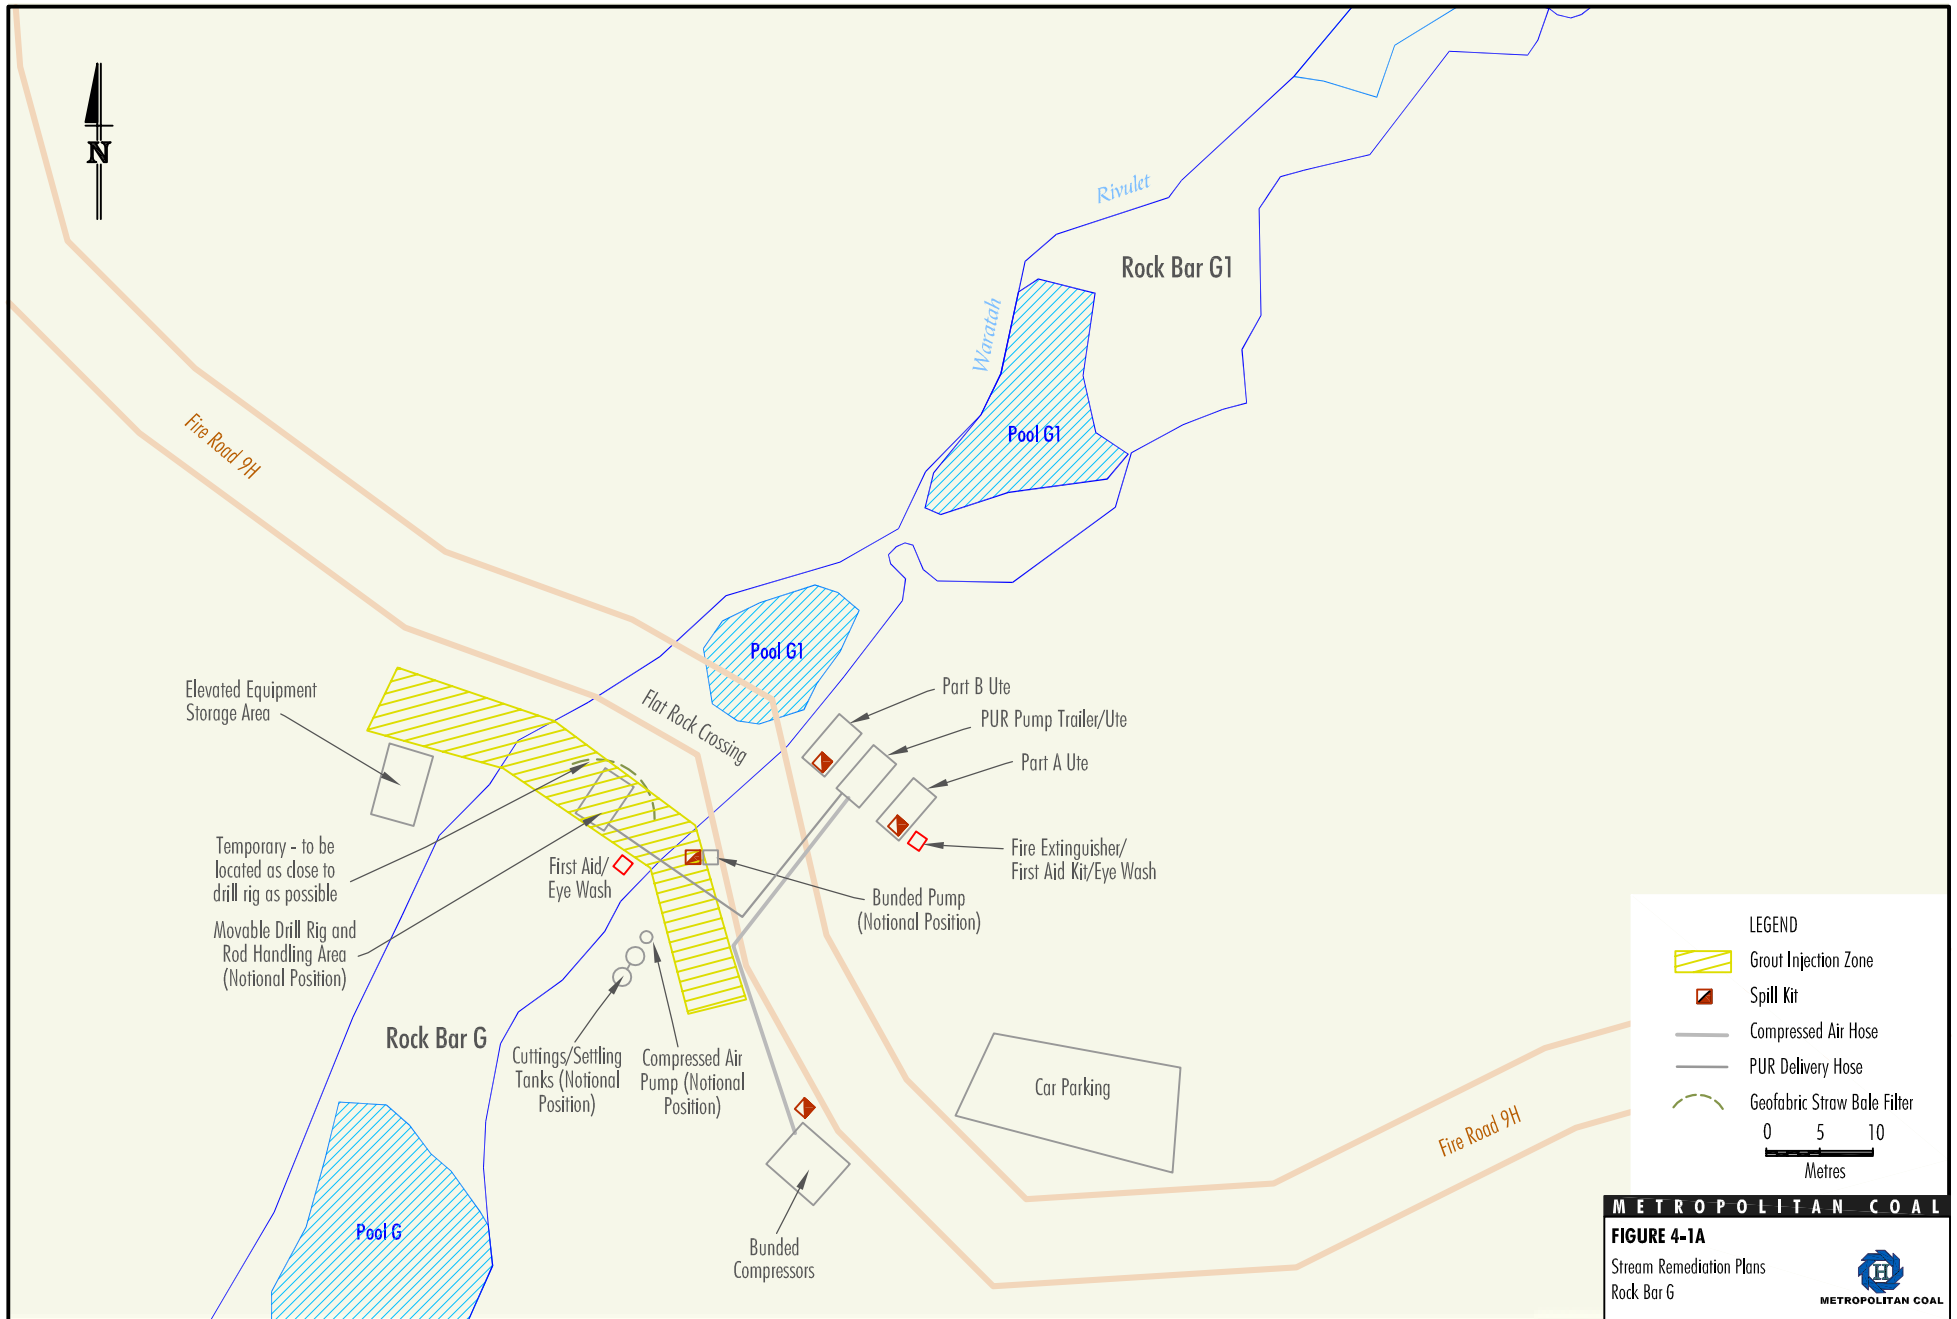 N
Rivulet
Waratah
Rock Bar G1
Pool G1
Fire Road 9H
Pool G1
Flat Rock Crossing
Elevated Equipment
Storage Area
Part B Ute
PUR Pump Trailer/Ute
Part A Ute
Temporary - to be
located as close to
drill rig as possible
First Aid/
Eye Wash
Fire Extinguisher/
First Aid Kit/Eye Wash
Bunded Pump
(Notional Position)
Movable Drill Rig and
Rod Handling Area
(Notional Position)
Rock Bar G
Cuttings/Settling
Tanks (Notional
Position)
Compressed Air
Pump (Notional
Position)
Car Parking
Fire Road 9H
Pool G
Bunded
Compressors
LEGEND
Grout Injection Zone
Spill Kit
Compressed Air Hose
PUR Delivery Hose
Geofabric Straw Bale Filter
0 5 10
Metres
METROPOLITAN COAL
FIGURE 4-1A
Stream Remediation Plans
Rock Bar G
H
METROPOLITAN COAL